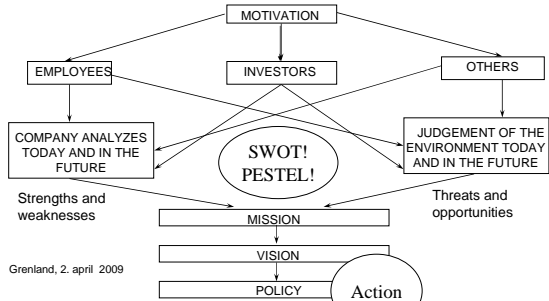 MOTIVATION
EMPLOYEES
INVESTORS
OTHERS
COMPANY ANALYZES
TODAY AND IN THE
FUTURE
SWOT!
PESTEL!
JUDGEMENT OF THE
ENVIRONMENT TODAY
AND IN THE FUTURE
Strengths and
weaknesses
Threats and
opportunities
MISSION
VISION
Grenland, 2. april 2009
POLICY
Action